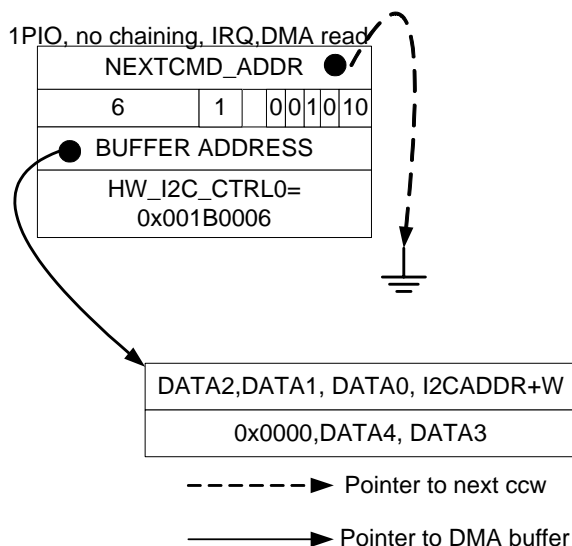 1PIO, no chaining, IRQ,DMA read
NEXTCMD_ADDR
6 1 0 0 1 0 10
BUFFER ADDRESS
HW_I2C_CTRL0=
0x001B0006
DATA2,DATA1, DATA0, I2CADDR+W
0x0000,DATA4, DATA3
Pointer to next ccw
Pointer to DMA buffer